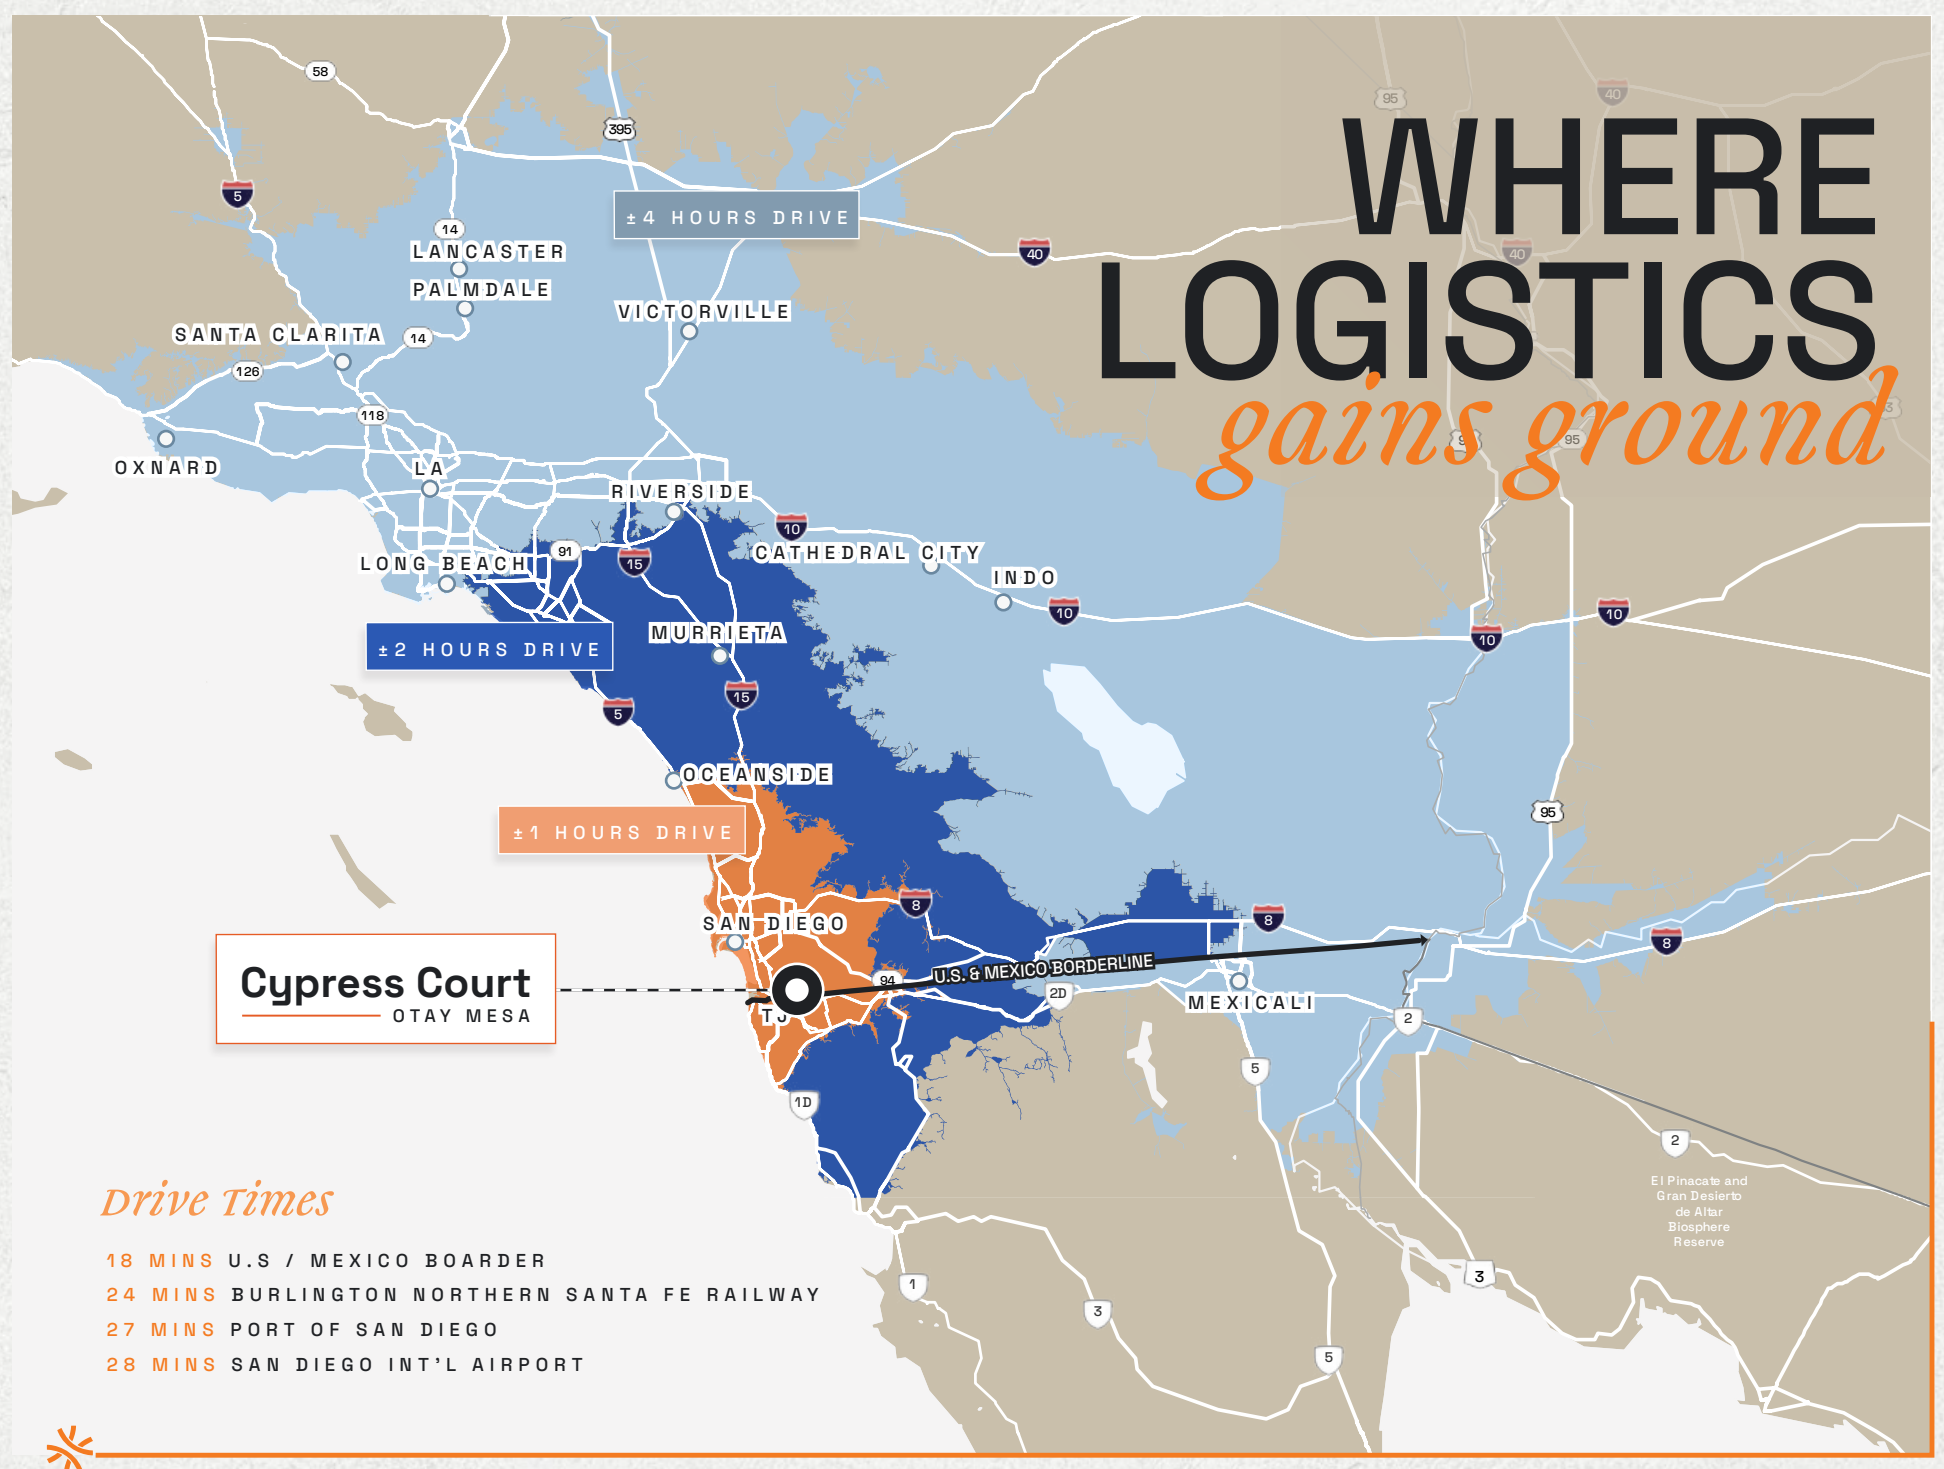 WHERE
LOGISTICS
gains ground
58
395
95
40
5
14
LANCASTER
±4 HOURS DRIVE
40
40
PALMDALE
VICTORVILLE
SANTA CLARITA
14
126
118
95
OXNARD
LA
RIVERSIDE
10
91
15
CATHEDRAL CITY
LONG BEACH
INDO
10
10
10
MURRIETA
±2 HOURS DRIVE
15
5
OCEANSIDE
±1 HOURS DRIVE
95
8
8
8
SAN DIEGO
U.S. & MEXICO BORDERLINE
94
Cypress Court
OTAY MESA
TJ
2D
MEXICALI
2
5
1D
2
El Pinacate and
Gran Desierto
de Altar
Biosphere
Reserve
Drive Times
18 MINS U.S / MEXICO BOARDER
24 MINS BURLINGTON NORTHERN SANTA FE RAILWAY
27 MINS PORT OF SAN DIEGO
28 MINS SAN DIEGO INT'L AIRPORT
1
3
3
5